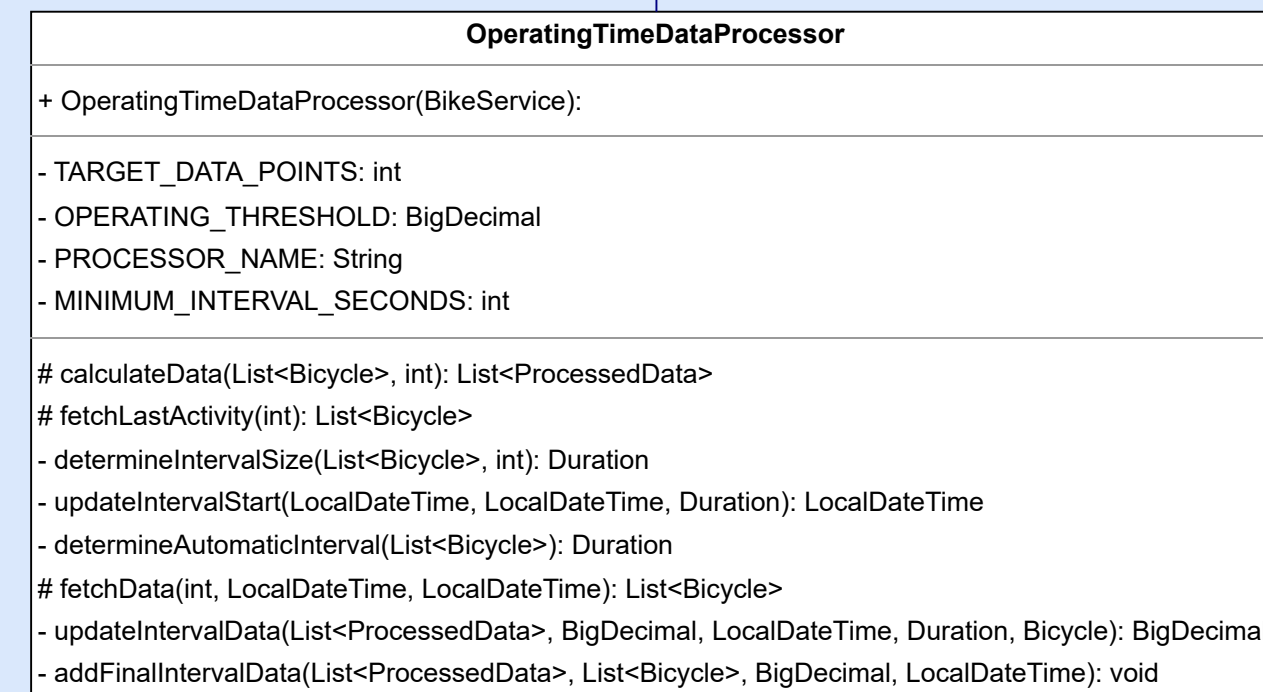 OperatingTimeDataProcessor
+ OperatingTimeDataProcessor(BikeService):
- TARGET_DATA_POINTS: int
- OPERATING_THRESHOLD: BigDecimal
- PROCESSOR_NAME: String
- MINIMUM_INTERVAL_SECONDS: int
# calculateData(List<Bicycle>, int): List<ProcessedData>
# fetchLastActivity(int): List<Bicycle>
- determineIntervalSize(List<Bicycle>, int): Duration
- updateIntervalStart(LocalDateTime, LocalDateTime, Duration): LocalDateTime
- determineAutomaticInterval(List<Bicycle>): Duration
# fetchData(int, LocalDateTime, LocalDateTime): List<Bicycle>
- updateIntervalData(List<ProcessedData>, BigDecimal, LocalDateTime, Duration, Bicycle): BigDecima
- addFinalIntervalData(List<ProcessedData>, List<Bicycle>, BigDecimal, LocalDateTime): void